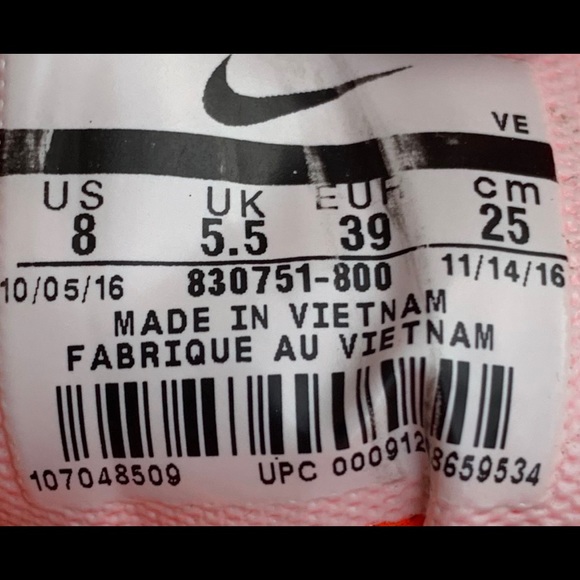 VE
US UK EUR cm
8 5.5 39 25
10/05/16 830751-800 11/14/16
MADE IN VIETNAM
FABRIQUE AU VIETNAM
107048509 UPC